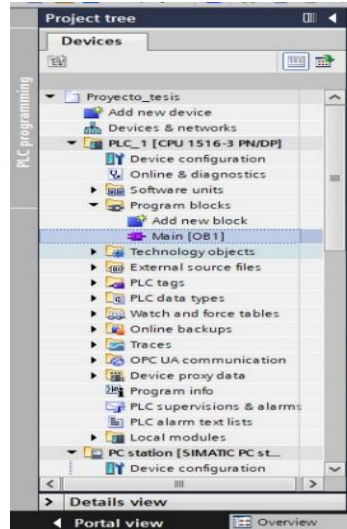 Project tree
Devices
PLC programming
Proyecto_tesis
Add new device
Devices & networks
PLC_1 [CPU 1516-3 PN/DP]
Device configuration
Online & diagnostics
Software units
Program blocks
Add new block
Main [OB1]
Technology objects
External source files
PLC tags
PLC data types
Watch and force tables
Online backups
Traces
OPC UA communication
Device proxy data
Program info
PLC supervisions & alarms
PLC alarm text lists
Local modules
PC station [SIMATIC PC st...
Device configuration
Details view
Portal view
Overview